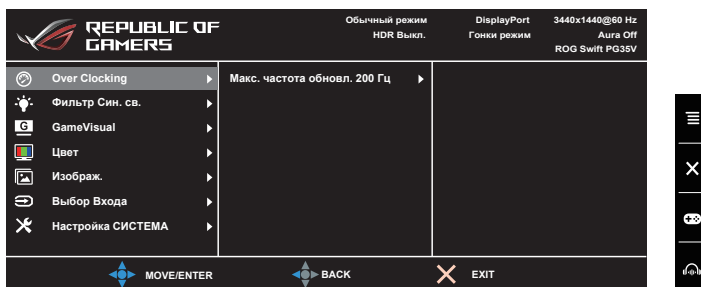 REPUBLIC OF
GAMERS
Обычный режим
HDR Выкл.
DisplayPort
Гонки режим
3440x1440@60 Hz
Aura Off
ROG Swift PG35V
Over Clocking
Макс. частота обновл. 200 Гц
Фильтр Син. св.
G GameVisual
Цвет
Изображ.
Выбор Входа
Настройка СИСТЕМА
MOVE/ENTER
BACK
EXIT